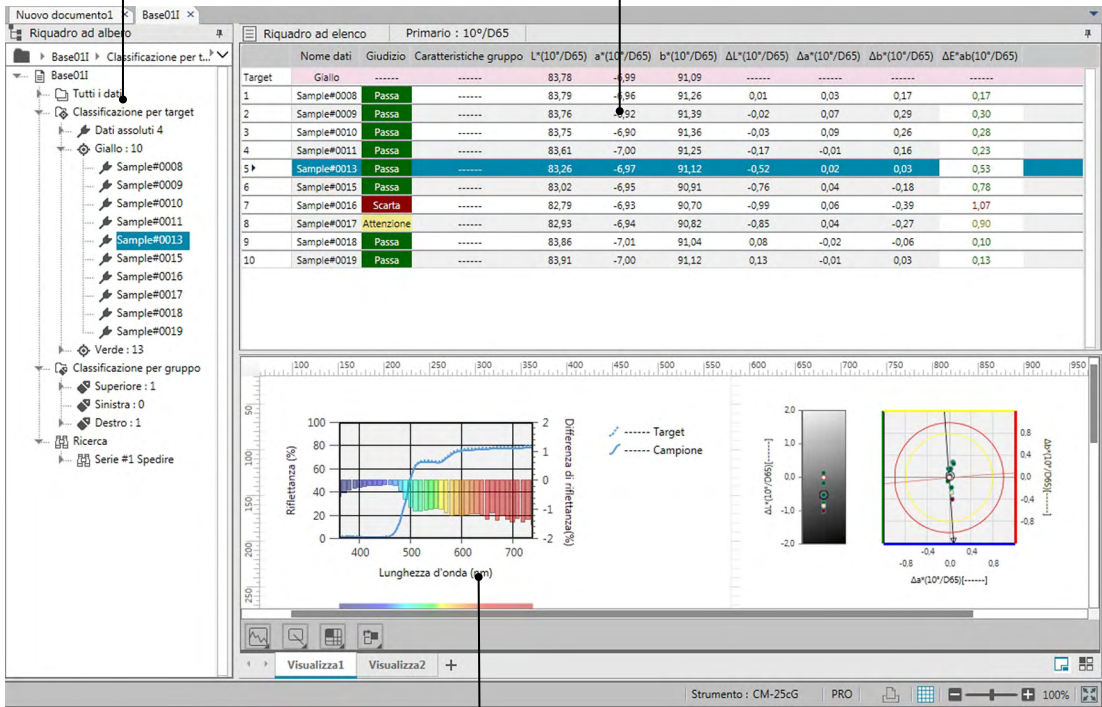 Nuovo documento1 × Base01I ×
Riquadro ad albero
Base01I Classificazione per t...
Base01I
Tutti i dati
Classificazione per target
Dati assoluti 4
Giallo : 10
Sample#0008
Sample#0009
Sample#0010
Sample#0011
Sample#0013
Sample#0015
Sample#0016
Sample#0017
Sample#0018
Sample#0019
Verde : 13
Classificazione per gruppo
Superiore : 1
Sinistra : 0
Destro : 1
Ricerca
Serie #1 Spedire
Riquadro ad elenco Primario : 10°/D65
Nome dati Giudizio Caratteristiche gruppo L*(10°/D65) a*(10°/D65) b*(10°/D65) ΔL*(10°/D65) Δa*(10°/D65) Δb*(10°/D65) ΔE*ab(10°/D65)
Target Giallo ------ ------ 83,78 -6,99 91,09 ------ ------ ------ ------
1 Sample#0008 Passa ------ 83,79 -6,96 91,26 0,01 0,03 0,17 0,17
2 Sample#0009 Passa ------ 83,76 -6,92 91,39 -0,02 0,07 0,29 0,30
3 Sample#0010 Passa ------ 83,75 -6,90 91,36 -0,03 0,09 0,26 0,28
4 Sample#0011 Passa ------ 83,61 -7,00 91,25 -0,17 -0,01 0,16 0,23
5 Sample#0013 Passa ------ 83,26 -6,97 91,12 -0,52 0,02 0,03 0,53
6 Sample#0015 Passa ------ 83,02 -6,95 90,91 -0,76 0,04 -0,18 0,78
7 Sample#0016 Scarta ------ 82,79 -6,93 90,70 -0,99 0,06 -0,39 1,07
8 Sample#0017 Attenzione ------ 82,93 -6,94 90,82 -0,85 0,04 -0,27 0,90
9 Sample#0018 Passa ------ 83,86 -7,01 91,04 0,08 -0,02 -0,06 0,10
10 Sample#0019 Passa ------ 83,91 -7,00 91,12 0,13 -0,01 0,03 0,13
100 150 200 250 300 350 400 450 500 550 600 650 700 750 800 850 900 950
50
100
150
200
250
Riflettanza (%)
100
80
60
40
20
0
400 500 600 700
Lunghezza d'onda (nm)
2
1
0
-1
-2
Differenza di riflettanza(%)
------ Target
------ Campione
ΔL*(10°/D65)[------]
2.0
1.0
0.0
-1.0
-2.0
0.8
0.4
0.0
-0.4
-0.8
Δb*(10°/D65)[------]
-0.4 0.4
-0.8 0.0 0.8
Δa*(10°/D65)[------]
Visualizza1 Visualizza2 +
Strumento : CM-25cG PRO 100%